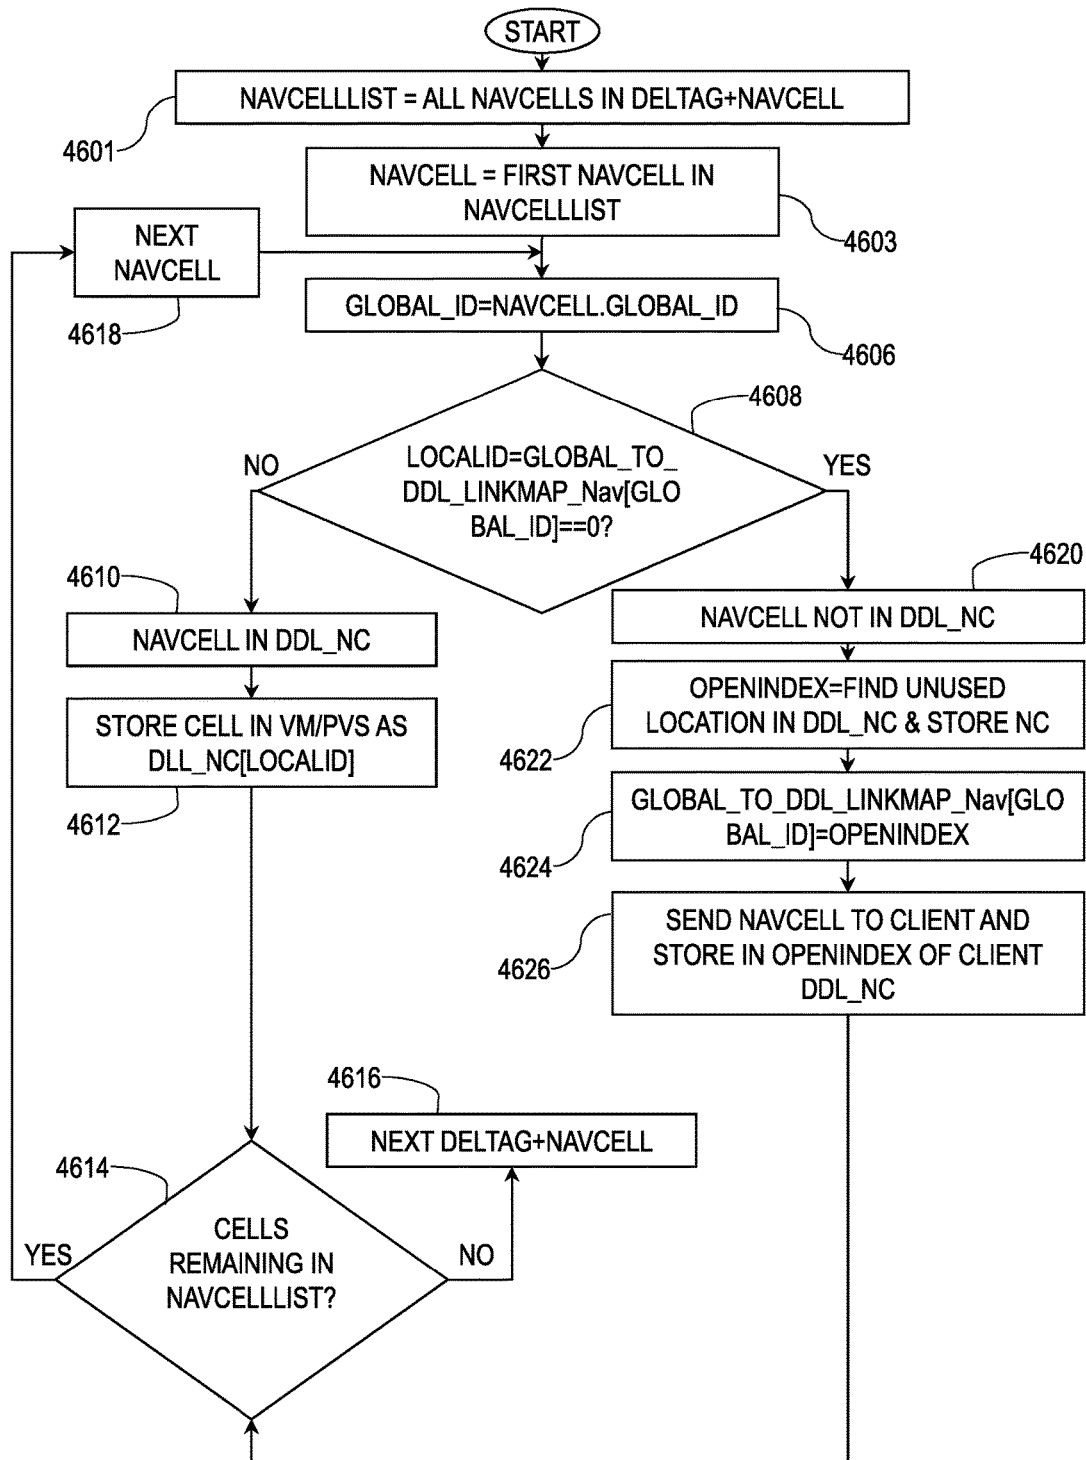 START
NAVCELLLIST = ALL NAVCELLS IN DELTAG+NAVCELL
4601
NAVCELL = FIRST NAVCELL IN
NAVCELLLIST
4603
NEXT
NAVCELL
4618
GLOBAL_ID=NAVCELL.GLOBAL_ID
4606
4608
LOCALID=GLOBAL_TO_
DDL_LINKMAP_Nav[GLO
BAL_ID]==0?
NO
YES
4610
NAVCELL IN DDL_NC
STORE CELL IN VM/PVS AS
DLL_NC[LOCALID]
4612
4620
NAVCELL NOT IN DDL_NC
OPENINDEX=FIND UNUSED
LOCATION IN DDL_NC & STORE NC
4622
GLOBAL_TO_DDL_LINKMAP_Nav[GLO
BAL_ID]=OPENINDEX
4624
SEND NAVCELL TO CLIENT AND
STORE IN OPENINDEX OF CLIENT
DDL_NC
4626
4616
NEXT DELTAG+NAVCELL
4614
CELLS
REMAINING IN
NAVCELLLIST?
YES
NO